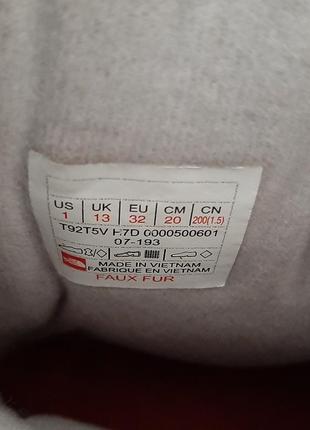 US UK EU CM CN
1 13 32 20 200(1.5)
T92T5V H7D 0000500601
07-193
MADE IN VIETNAM
FABRIQUE EN VIETNAM
FAUX FUR